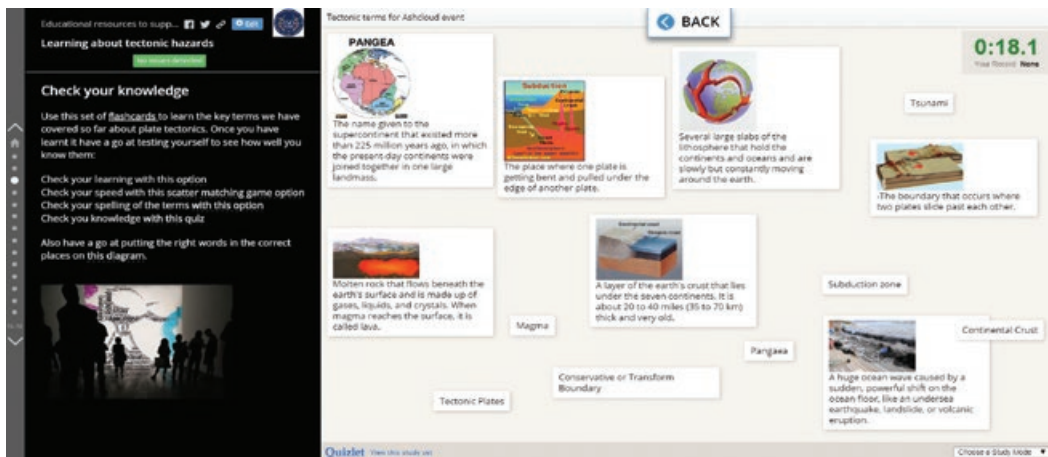 Educational resources to supp...
Edit
Learning about tectonic hazards
No issues detected
Check your knowledge
Use this set of flashcards to learn the key terms we have
covered so far about plate tectonics. Once you have
learnt it have a go at testing yourself to see how well you
know them:
Check your learning with this option
Check your speed with this scatter matching game option
Check your spelling of the terms with this option
Check you knowledge with this quiz
Also have a go at putting the right words in the correct
places on this diagram.
Tectonic terms for Ashcloud event
BACK
0:18.1
Your Record: None
PANGEA
The name given to the
supercontinent that existed more
than 225 million years ago, in which
the present-day continents were
joined together in one large
landmass.
Subduction
The place where one plate is
getting bent and pulled under the
edge of another plate.
Several large slabs of the
lithosphere that hold the
continents and oceans and are
slowly but constantly moving
around the earth.
Tsunami
-The boundary that occurs where
two plates slide past each other.
Molten rock that flows beneath the
earth's surface and is made up of
gases, liquids, and crystals. When
magma reaches the surface, it is
called lava.
Magma
Continental crust
A layer of the earth's crust that lies
under the seven continents. It is
about 20 to 40 miles (35 to 70 km)
thick and very old.
Subduction zone
Continental Crust
Pangaea
Conservative or Transform
Boundary
Tectonic Plates
A huge ocean wave caused by a
sudden, powerful shift on the
ocean floor, like an undersea
earthquake, landslide, or volcanic
eruption.
Quizlet View this study set
Choose a Study Mode